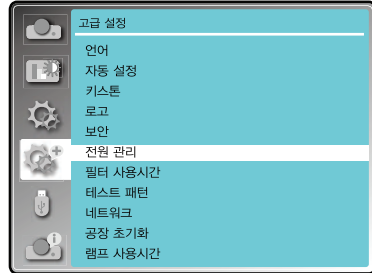 고급 설정
언어
자동 설정
키스톤
로고
보안
전원 관리
필터 사용시간
테스트 패턴
네트워크
공장 초기화
램프 사용시간